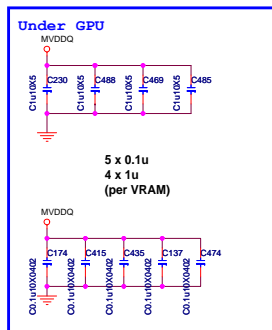 Under GPU
MVDDQ
C230 C488 C469 C485
C1u10X5 C1u10X5 C1u10X5 C1u10X5
5 x 0.1u
4 x 1u
(per VRAM)
MVDDQ
C174 C415 C435 C137 C474
C0.1u10X0402 C0.1u10X0402 C0.1u10X0402 C0.1u10X0402 C0.1u10X0402